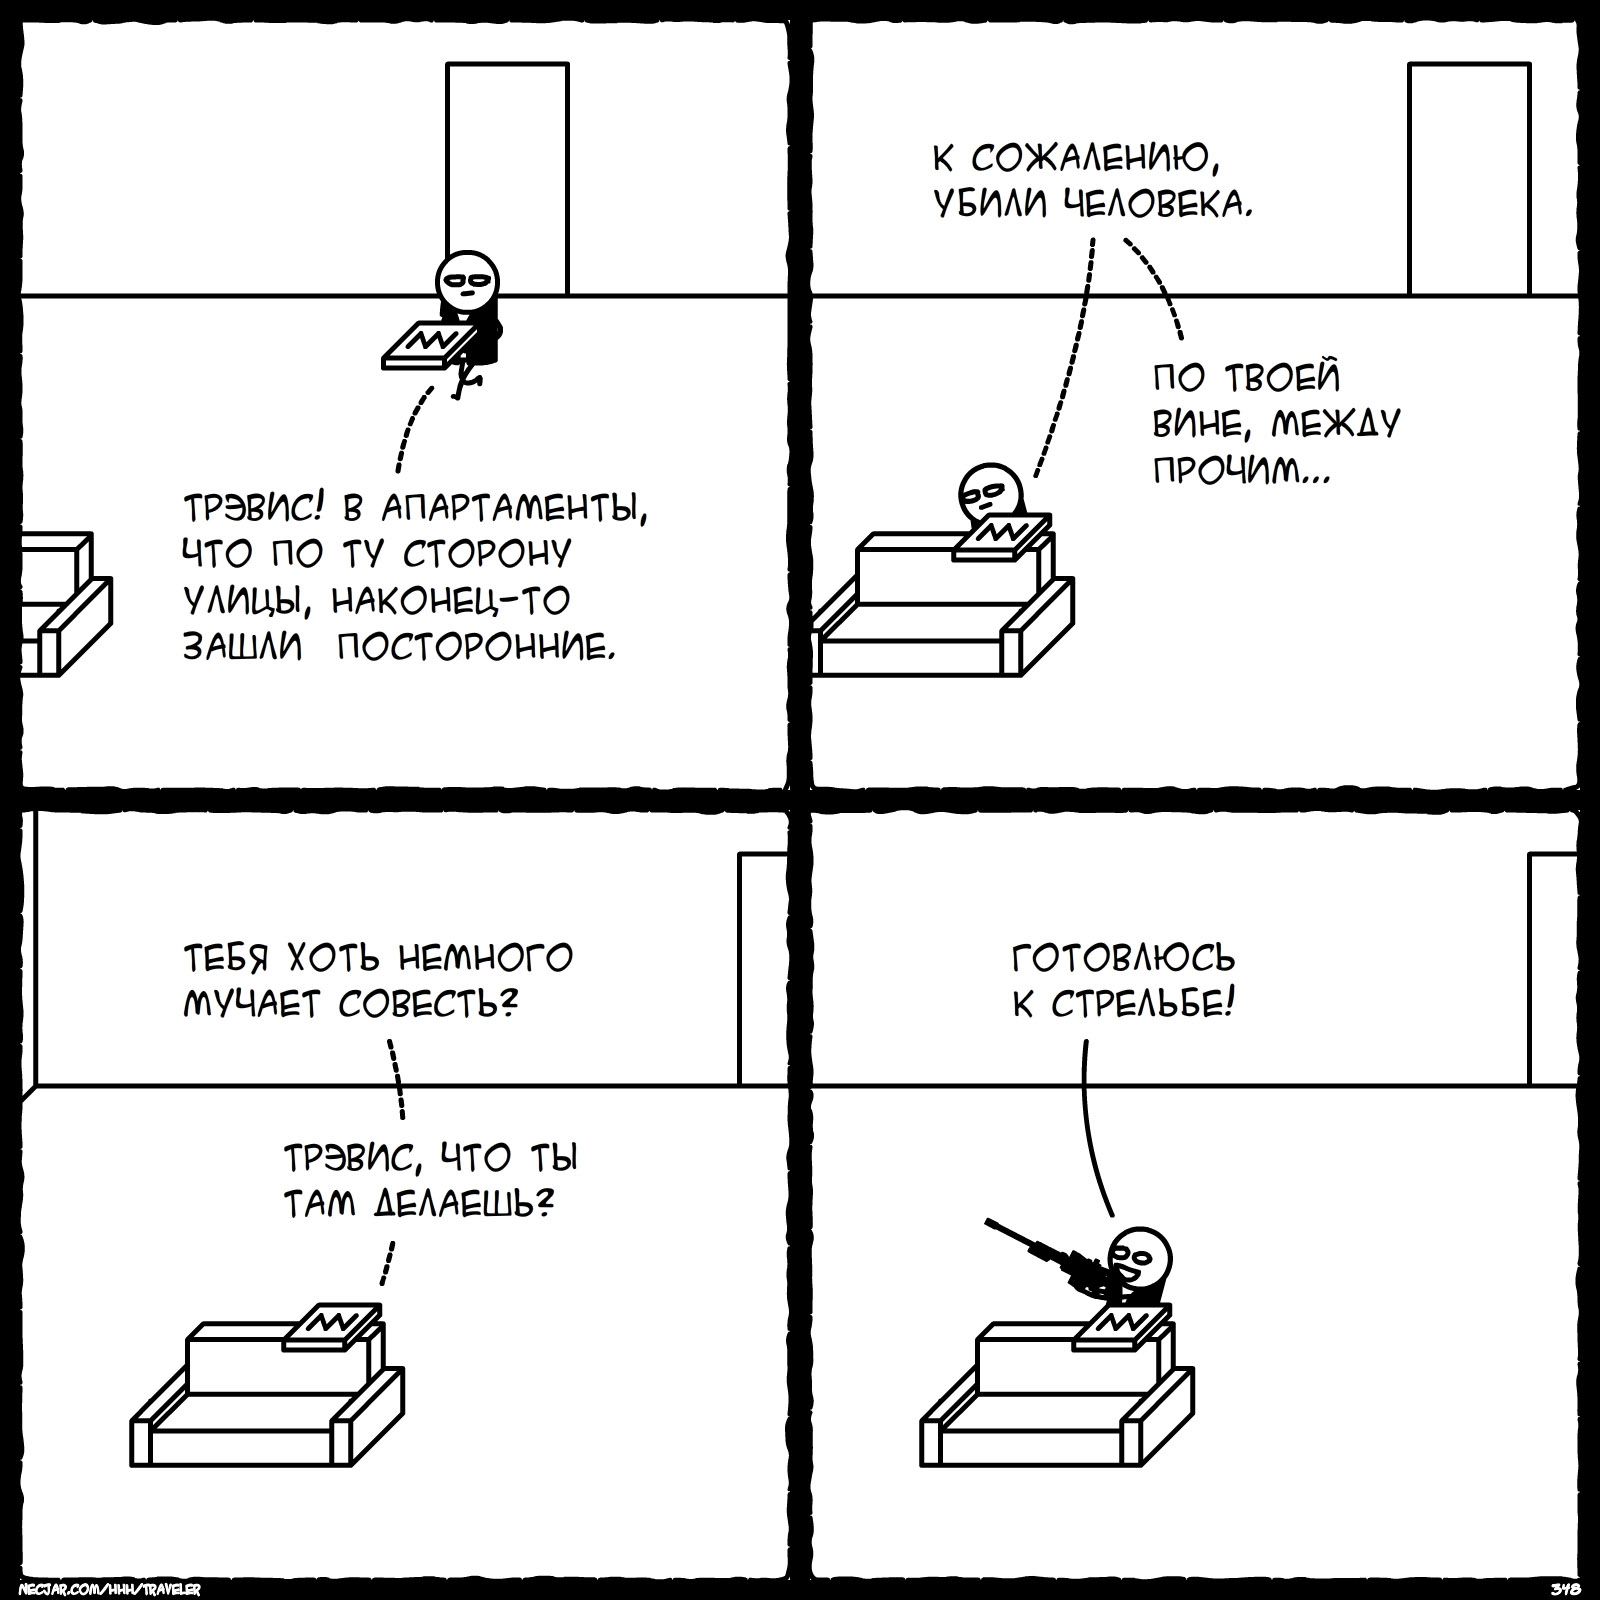 ТРЭВИС! В АПАРТАМЕНТЫ,
ЧТО ПО ТУ СТОРОНУ
УЛИЦЫ, НАКОНЕЦ-ТО
ЗАШЛИ ПОСТОРОННИЕ.
К СОЖАЛЕНИЮ,
УБИЛИ ЧЕЛОВЕКА.
ПО ТВОЕЙ
ВИНЕ, МЕЖДУ
ПРОЧИМ...
ТЕБЯ ХОТЬ НЕМНОГО
МУЧАЕТ СОВЕСТЬ?
ТРЭВИС, ЧТО ТЫ
ТАМ ДЕЛАЕШЬ?
ГОТОВЛЮСЬ
К СТРЕЛЬБЕ!
NECJAR.COM/HHH/TRAVELER
348